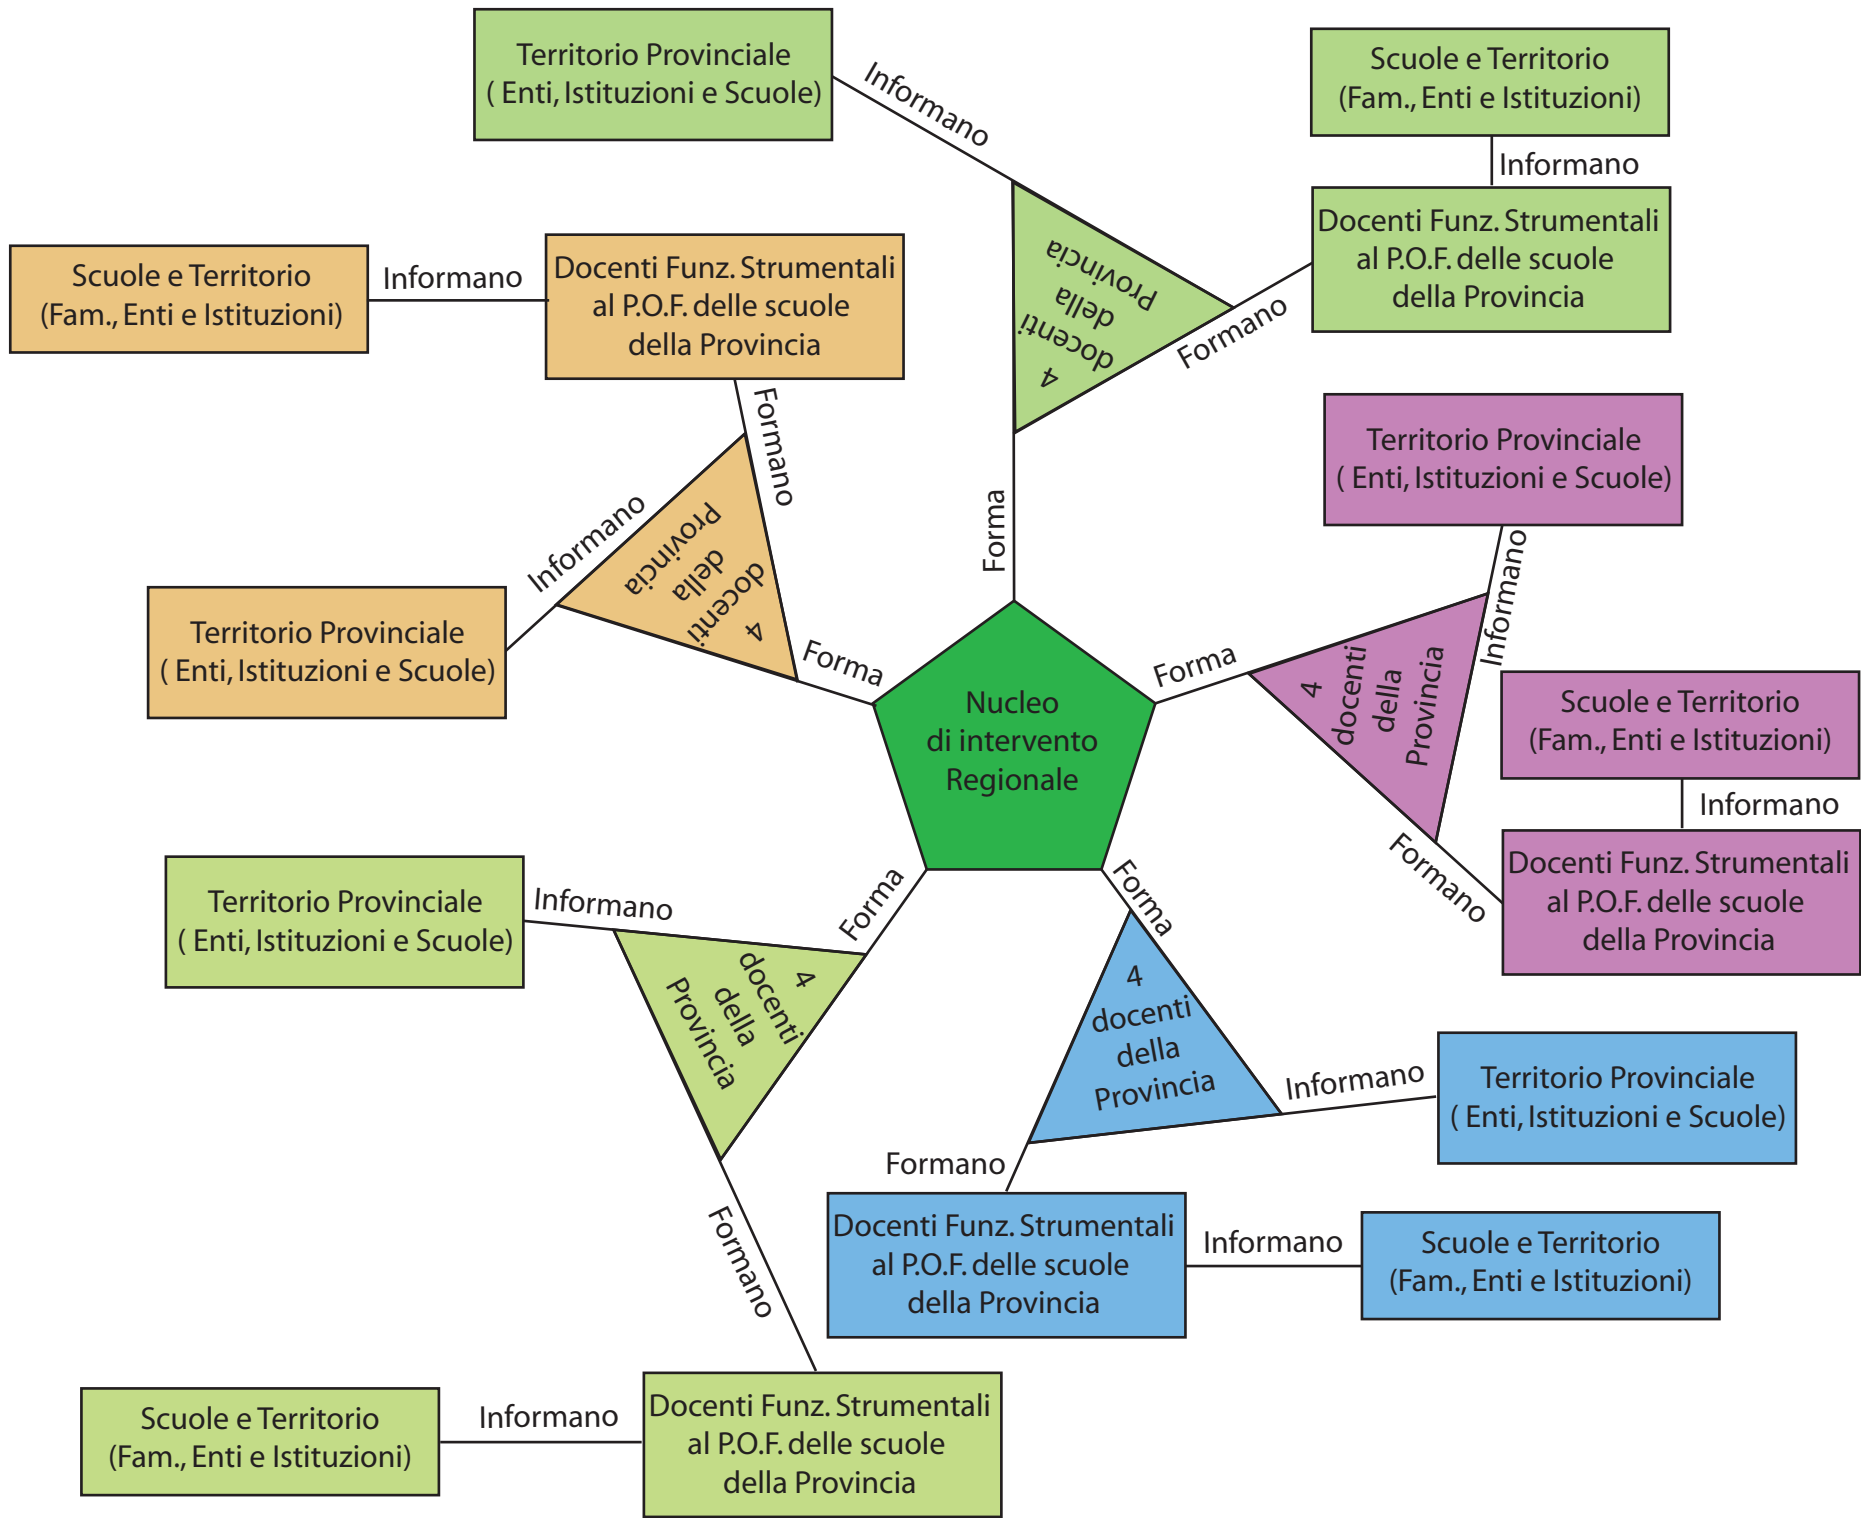 Territorio Provinciale
( Enti, Istituzioni e Scuole)
Informano
Scuole e Territorio
(Fam., Enti e Istituzioni)
Informano
Docenti Funz. Strumentali
al P.O.F. delle scuole
della Provincia
Formano
4
docenti
della
Provincia
Forma
Scuole e Territorio
(Fam., Enti e Istituzioni)
Informano
Docenti Funz. Strumentali
al P.O.F. delle scuole
della Provincia
Formano
Informano
4
docenti
della
Provincia
Territorio Provinciale
( Enti, Istituzioni e Scuole)
Forma
Nucleo
di intervento
Regionale
Forma
4
docenti
della
Provincia
Territorio Provinciale
( Enti, Istituzioni e Scuole)
Informano
Scuole e Territorio
(Fam., Enti e Istituzioni)
Informano
Formano
Docenti Funz. Strumentali
al P.O.F. delle scuole
della Provincia
Territorio Provinciale
( Enti, Istituzioni e Scuole)
Informano
Forma
4
docenti
della
Provincia
Formano
Scuole e Territorio
(Fam., Enti e Istituzioni)
Informano
Docenti Funz. Strumentali
al P.O.F. delle scuole
della Provincia
Forma
4
docenti
della
Provincia
Informano
Territorio Provinciale
( Enti, Istituzioni e Scuole)
Formano
Docenti Funz. Strumentali
al P.O.F. delle scuole
della Provincia
Informano
Scuole e Territorio
(Fam., Enti e Istituzioni)